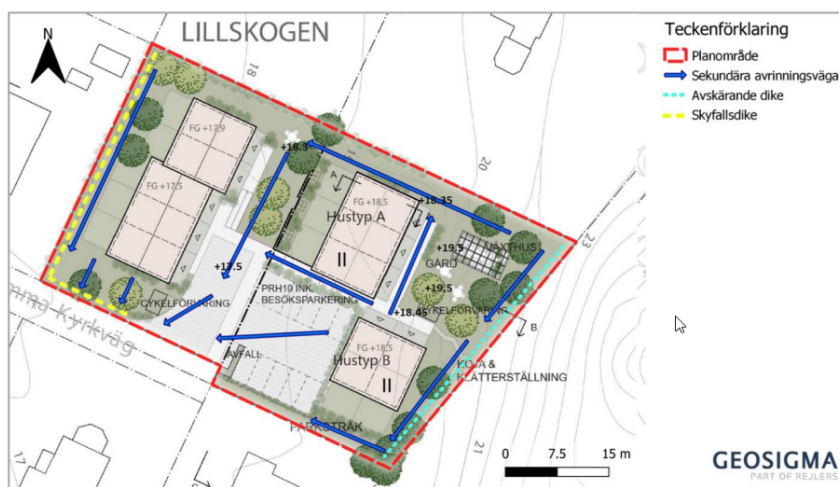 LILLSKOGEN
N
18
FG +17,9
FG +17,5
+18.3
A
FG +18,5
Hustyp A
II
+18.35
20
+19.5
VÄXTHUS
GÅRD
23
+17.5
PRH10 INK.
BESÖKSPARKERING
+19.5
CYKELFÖRVARING
+18.45
CYKELFÖRVARING
B
mma Kyrkväg
FG +18,5
Hustyp B
II
AVFALL
KOJA &
KLÄTTERSTÄLLNING
PARKSTRÅK
17
21
0 7.5 15 m
Teckenförklaring
Planområde
Sekundära avrinningsväga
Avskärande dike
Skyfallsdike
GEOSIGMA
PART OF REJLERS